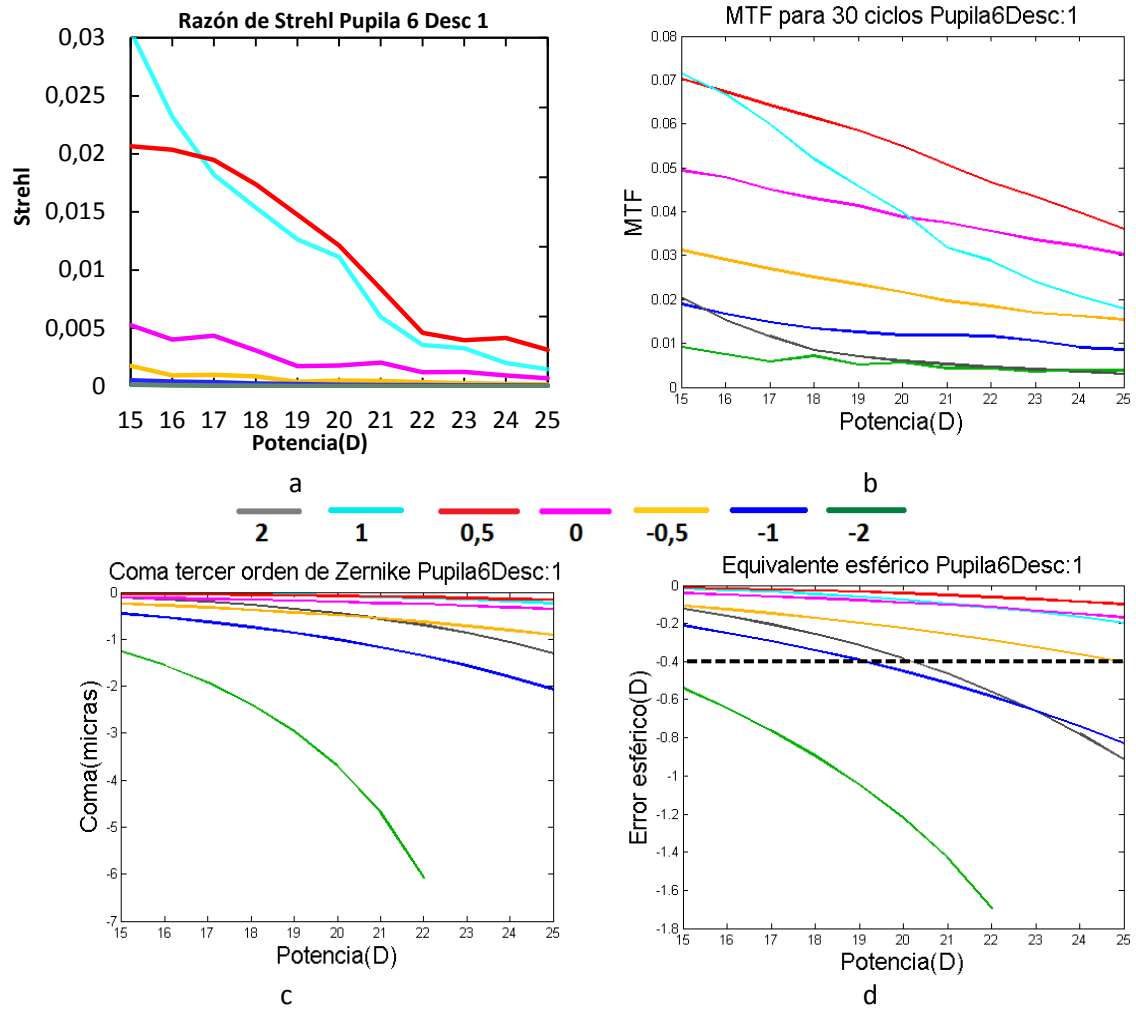 Razón de Strehl Pupila 6 Desc 1
0,03
0,025
0,02
0,015
0,01
0,005
0
Strehl
15 16 17 18 19 20 21 22 23 24 25
Potencia(D)
a
MTF para 30 ciclos Pupila6Desc:1
0.08
0.07
0.06
0.05
0.04
0.03
0.02
0.01
0
MTF
15 16 17 18 19 20 21 22 23 24 25
Potencia(D)
b
2 1 0,5 0 -0,5 -1 -2
Coma tercer orden de Zernike Pupila6Desc:1
0
-1
-2
-3
-4
-5
-6
-7
Coma(micras)
15 16 17 18 19 20 21 22 23 24 25
Potencia(D)
c
Equivalente esférico Pupila6Desc:1
0
-0.2
-0.4
-0.6
-0.8
-1
-1.2
-1.4
-1.6
-1.8
Error esférico(D)
15 16 17 18 19 20 21 22 23 24 25
Potencia(D)
d